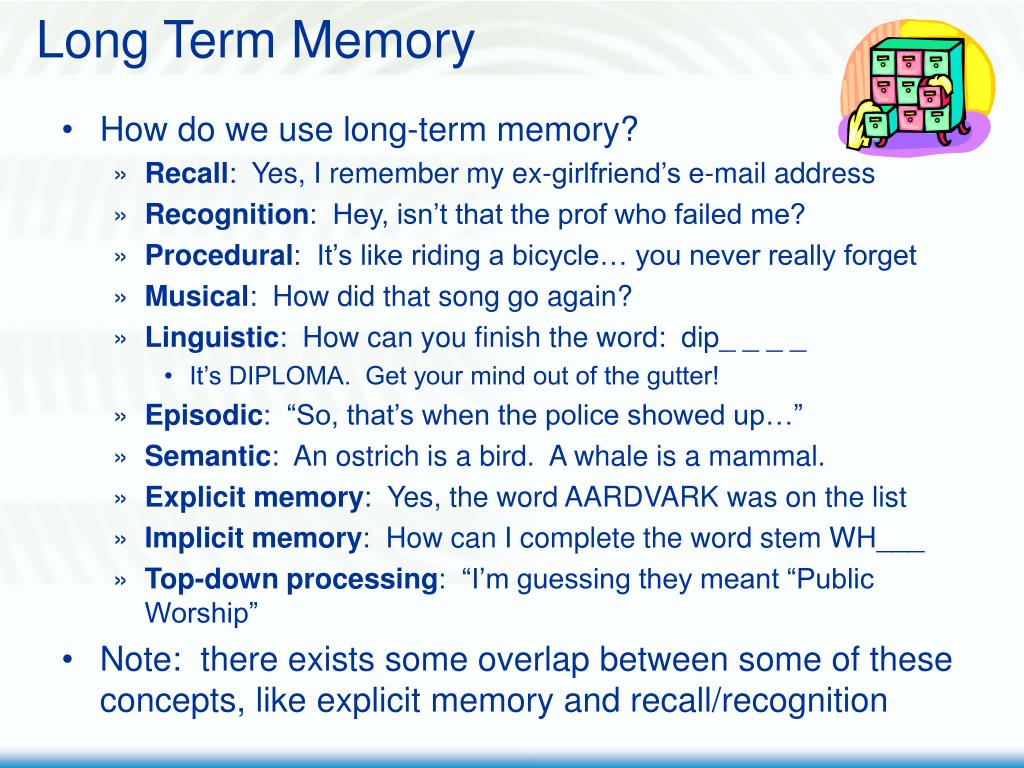 Long Term Memory
• How do we use long-term memory?
» Recall:  Yes, I remember my ex-girlfriend’s e-mail address
» Recognition:  Hey, isn’t that the prof who failed me?
» Procedural:  It’s like riding a bicycle… you never really forget
» Musical:  How did that song go again?
» Linguistic:  How can you finish the word:  dip_ _ _ _
• It’s DIPLOMA.  Get your mind out of the gutter!
» Episodic:  “So, that’s when the police showed up…”
» Semantic:  An ostrich is a bird.  A whale is a mammal.
» Explicit memory:  Yes, the word AARDVARK was on the list
» Implicit memory:  How can I complete the word stem WH___
» Top-down processing:  “I’m guessing they meant “Public
Worship”
• Note:  there exists some overlap between some of these
concepts, like explicit memory and recall/recognition